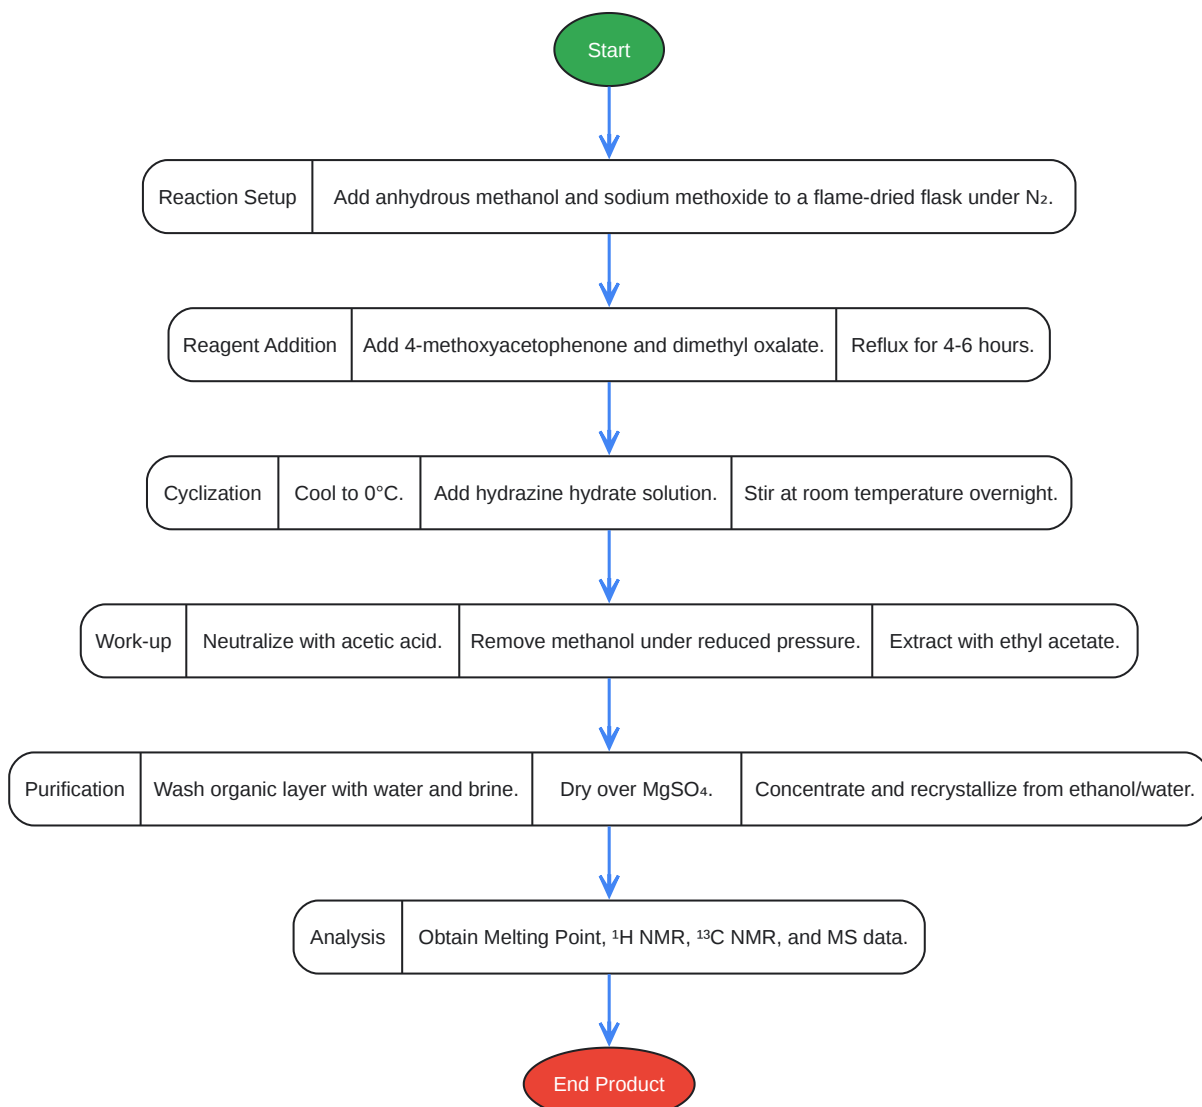 Start
Reaction Setup Add anhydrous methanol and sodium methoxide to a flame-dried flask under N₂.
Reagent Addition Add 4-methoxyacetophenone and dimethyl oxalate. Reflux for 4-6 hours.
Cyclization Cool to 0°C. Add hydrazine hydrate solution. Stir at room temperature overnight.
Work-up Neutralize with acetic acid. Remove methanol under reduced pressure. Extract with ethyl acetate.
Purification Wash organic layer with water and brine. Dry over MgSO₄. Concentrate and recrystallize from ethanol/water.
Analysis Obtain Melting Point, ¹H NMR, ¹³C NMR, and MS data.
End Product